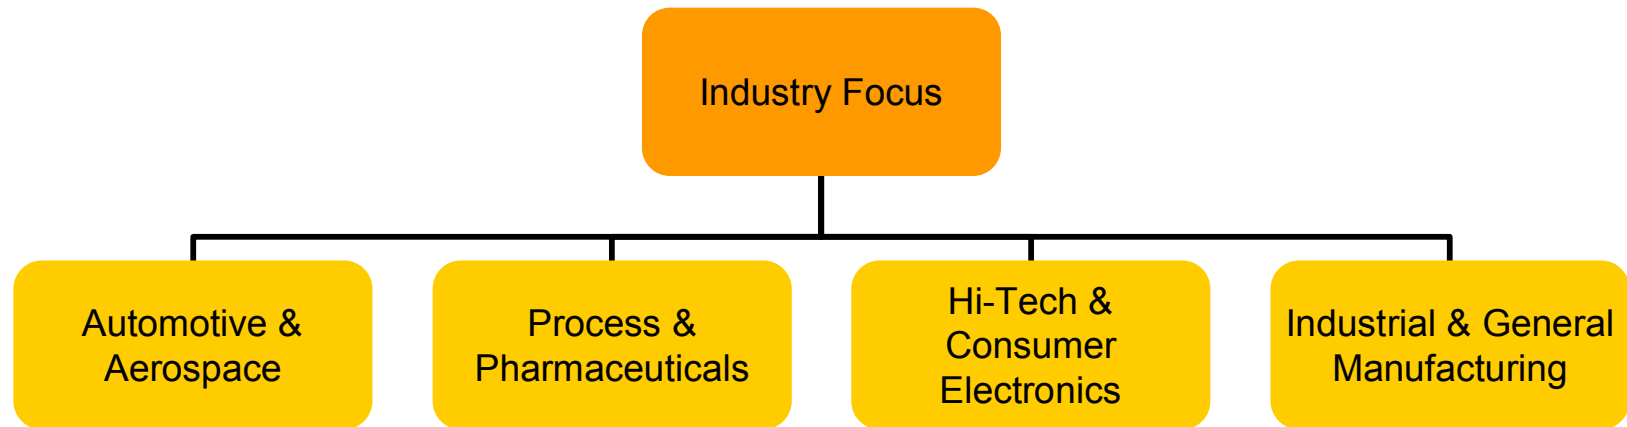 Industry Focus
Automotive &
Aerospace
Process &
Pharmaceuticals
Hi-Tech &
Consumer
Electronics
Industrial & General
Manufacturing